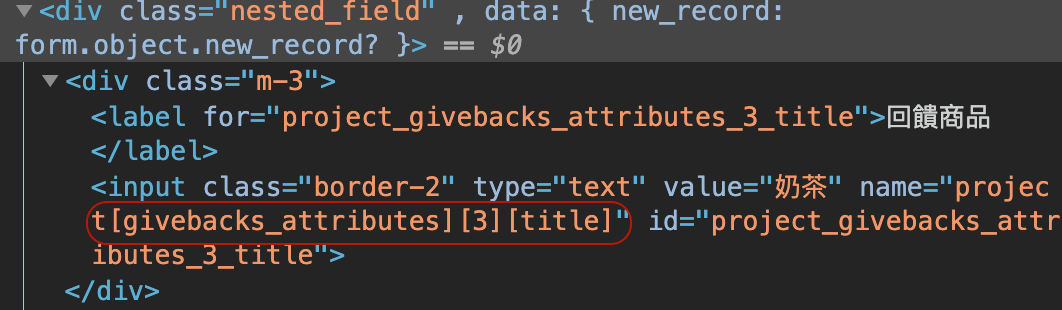 ▼<div class="nested_field" , data: { new_record:
form.object.new_record? }> == $0
▼<div class="m-3">
<label for="project_givebacks_attributes_3_title">回饋商品
</label>
<input class="border-2" type="text" value="奶茶" name="projec
t[givebacks_attributes][3][title]" id="project_givebacks_attr
ibutes_3_title">
</div>